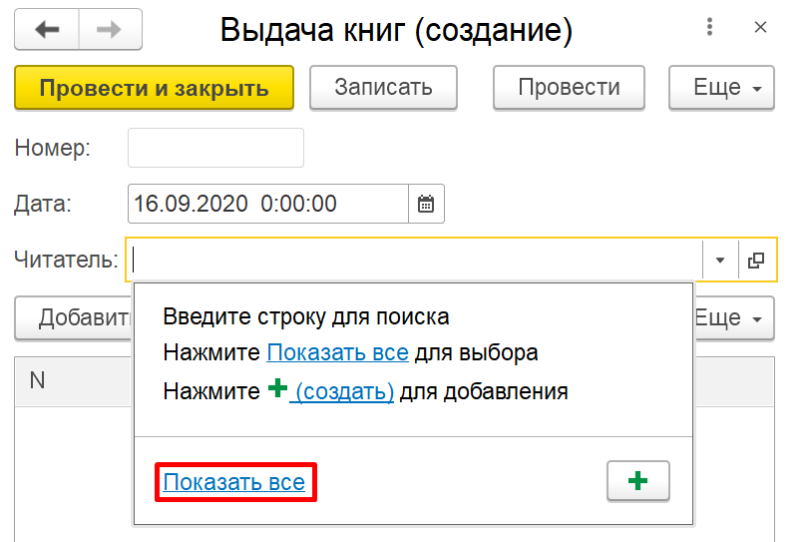 Выдача книг (создание)
Провести и закрыть Записать Провести Еще
Номер:
Дата: 16.09.2020 0:00:00
Читатель:
Введите строку для поиска
Добавит Еще
Нажмите Показать все для выбора
N
Нажмите + (создать) для добавления
Показать все +